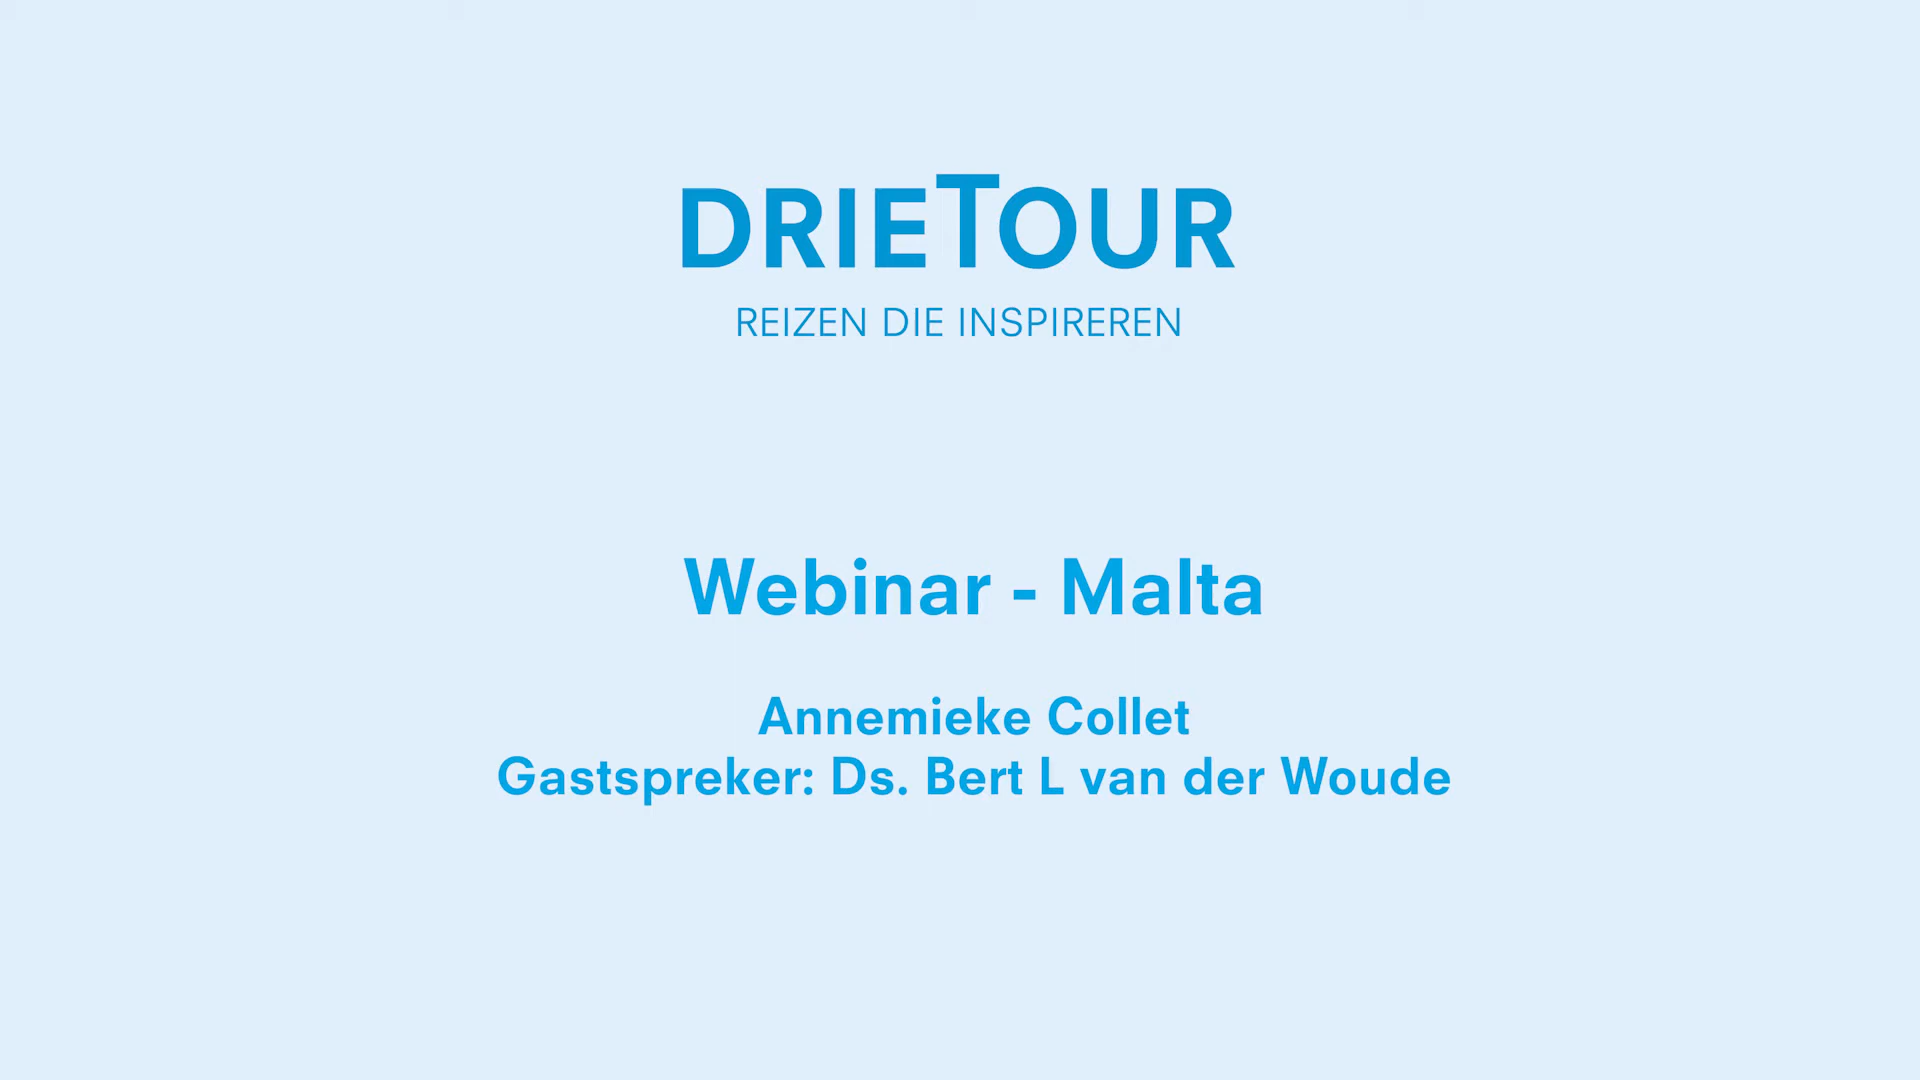 DRIETOUR
REIZEN DIE INSPIREREN
Webinar - Malta
Annemieke Collet
Gastspreker: Ds. Bert L van der Woude